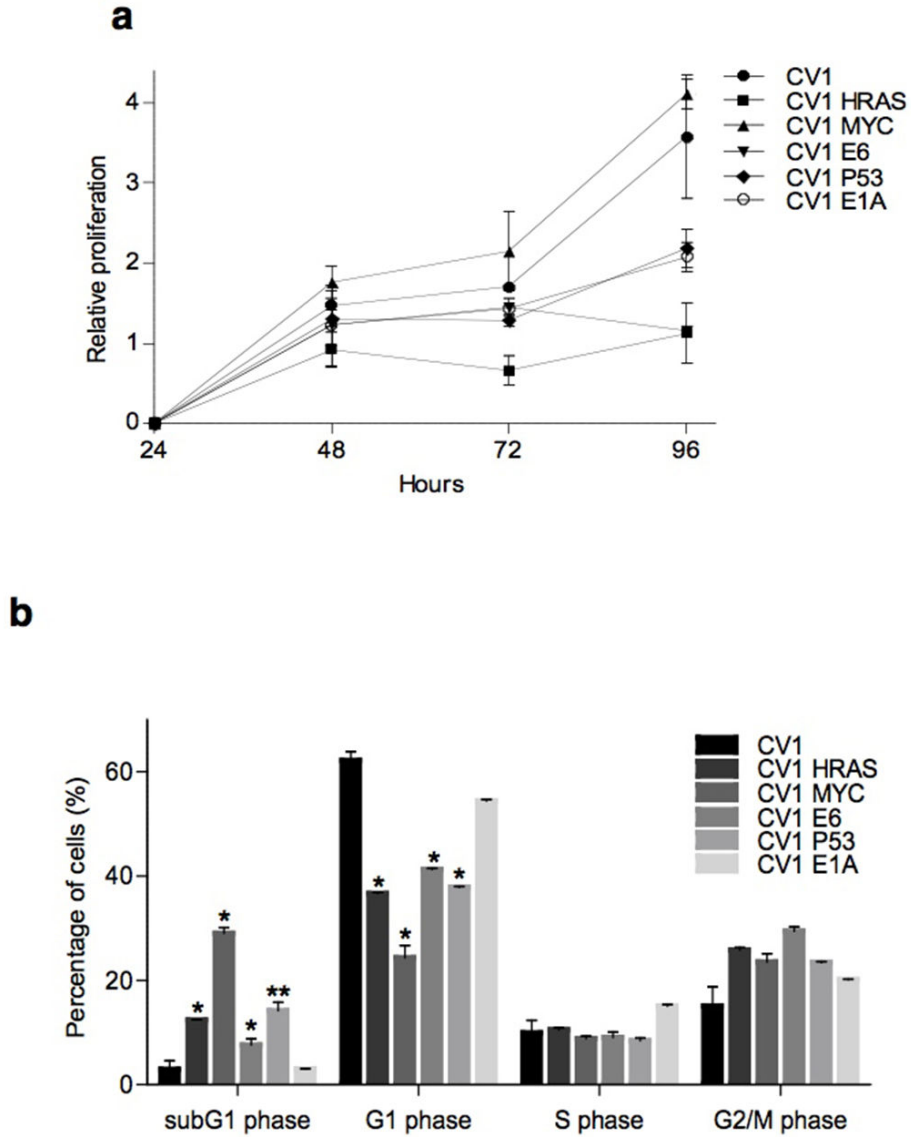 a
Relative proliferation
4
3
2
1
0
24 48 72 96
Hours
CV1
CV1 HRAS
CV1 MYC
CV1 E6
CV1 P53
CV1 E1A
b
Percentage of cells (%)
60
40
20
0
* * * * ** * * * *
subG1 phase G1 phase S phase G2/M phase
CV1
CV1 HRAS
CV1 MYC
CV1 E6
CV1 P53
CV1 E1A